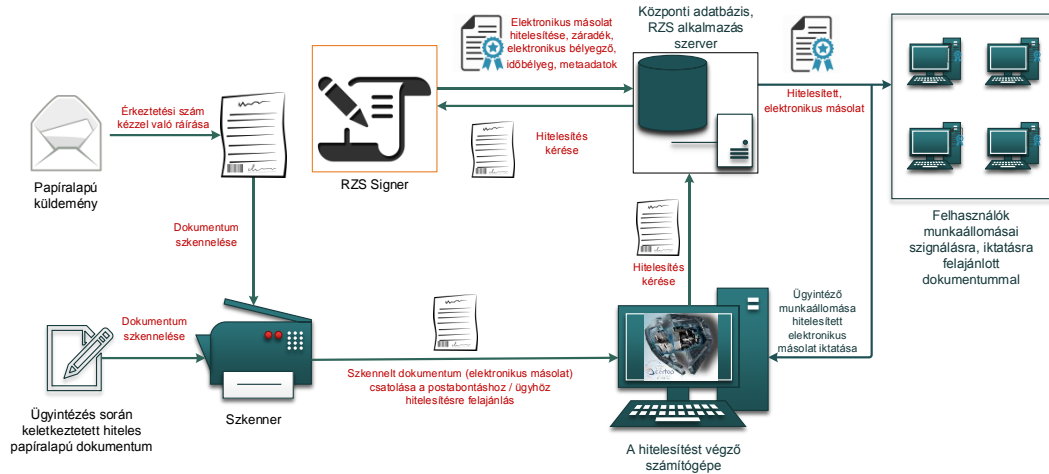 Elektronikus másolat
hitelesítése, záradék,
elektronikus bélyegző,
időbélyeg, metaadatok
Központi adatbázis,
RZS alkalmazás
szerver
Érkeztetési szám
kézzel való ráírása
Hitelesítés
kérése
Hitelesített,
elektronikus másolat
Papíralapú
küldemény
RZS Signer
Felhasználók
munkaállomásai
szignálásra, iktatásra
felajánlott
dokumentummal
Dokumentum
szkennelése
Hitelesítés
kérése
Dokumentum
szkennelése
Ügyintéző
munkaállomása
hitelesített
elektronikus
másolat iktatása
Szkennelt dokumentum (elektronikus másolat)
csatolása a postabontáshoz / ügyhöz
hitelesítésre felajánlás
Ügyintézés során
keletkeztetett hiteles
papíralapú dokumentum
Szkenner
A hitelesítést végző
számítógépe